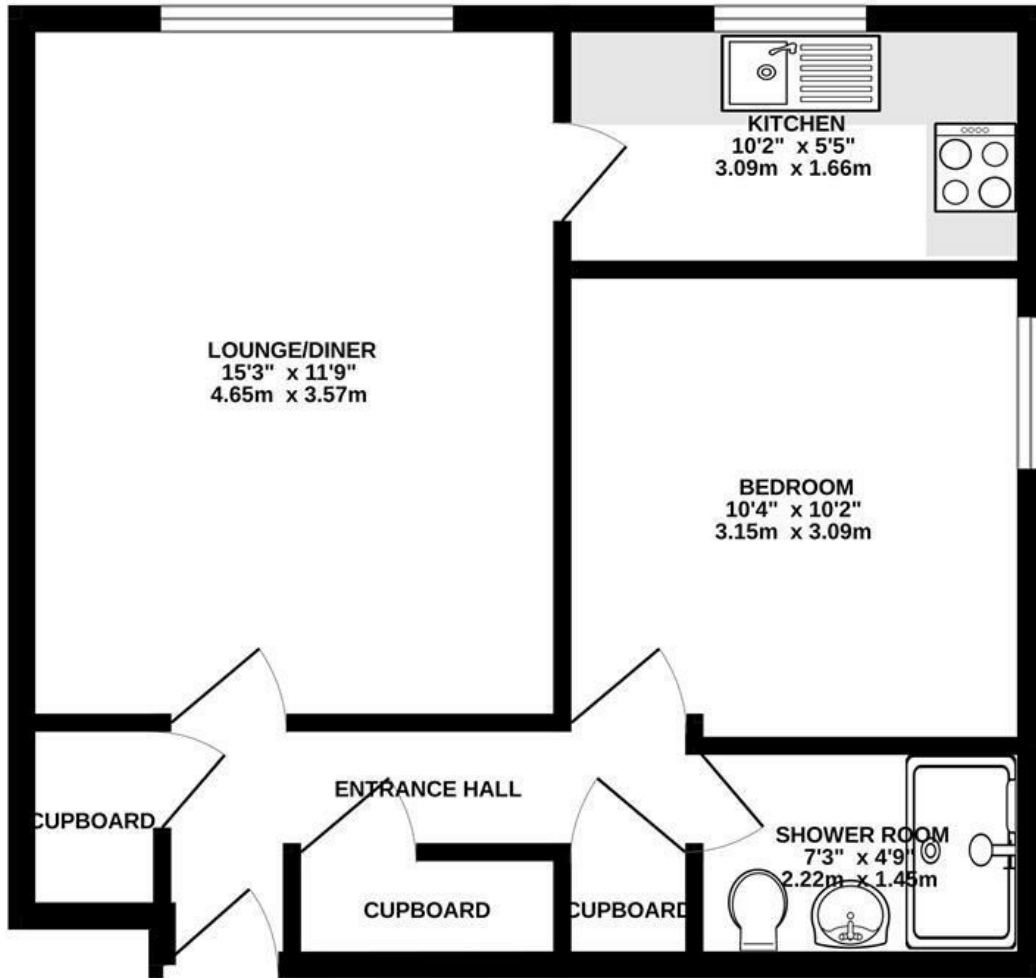 KITCHEN
10'2" x 5'5"
3.09m x 1.66m
LOUNGE/DINER
15'3" x 11'9"
4.65m x 3.57m
BEDROOM
10'4" x 10'2"
3.15m x 3.09m
ENTRANCE HALL
CUPBOARD
SHOWER ROOM
7'3" x 4'9"
2.22m x 1.45m
CUPBOARD
CUPBOARD